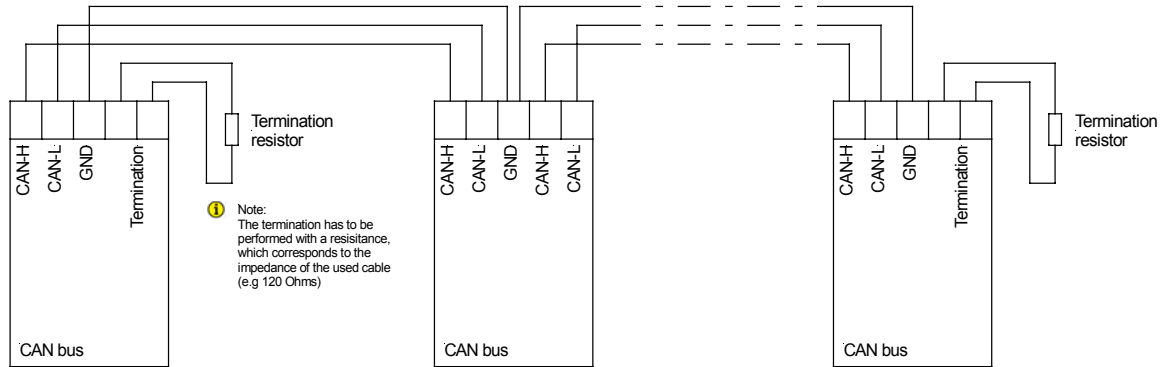 Termination
resistor
Termination
resistor
CAN-H
CAN-L
GND
Termination
CAN-H
CAN-L
GND
CAN-H
CAN-L
CAN-H
CAN-L
GND
Termination
Note:
The termination has to be
performed with a resisitance,
which corresponds to the
impedance of the used cable
(e.g 120 Ohms)
CAN bus
CAN bus
CAN bus